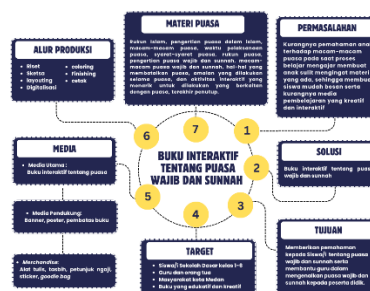 MATERI PUASA
Rukun Islam, pengertian puasa dalam Islam,
macam-macam puasa, waktu pelaksanaan
puasa, syarat-syarat puasa, rukun puasa,
pengertian puasa wajib dan sunnah, macam-
macam puasa wajib dan sunnah, hal-hal yang
membatalkan puasa, amalan yang dilakukan
selama puasa, dan aktivitas interaktif yang
menarik untuk dilakukan yang berkaitan
dengan puasa, terakhir penutup.
PERMASALAHAN
Kurangnya pemahaman ana
terhadap macam-macam
puasa pada saat proses
belajar mengajar membuat
anak sulit mengingat materi
yang ada, sehingga membu
siswa mudah bosan serta
kurangnya media
pembelajaran yang kreatif
dan interaktif
ALUR PRODUKSI
Riset
Sketsa
layouting
Digitalisasi
coloring
finishing
cetak
6
7
1
MEDIA
Media Utama :
Buku interaktif tentang puasa
BUKU INTERAKTIF
TENTANG PUASA
WAJIB DAN SUNNAH
2
SOLUSI
Buku interaktif tentang puas
wajib dan sunnah
5
3
4
Media Pendukung:
Banner, poster, pembatas buku
Merchandise:
Alat tulis, tasbih, petunjuk ngaji,
sticker, goodie bag
TARGET
Siswa/i Sekolah Dasar kelas 1-6
Guru dan orang tua
Masyarakat kota Medan
Buku yang edukatif dan kreatif
TUJUAN
Memberikan pemahaman
kepada Siswa/i tentang puasa
wajib dan sunnah serta
membantu guru dalam
mengenalkan puasa wajib dan
sunnah kepada peserta didik.